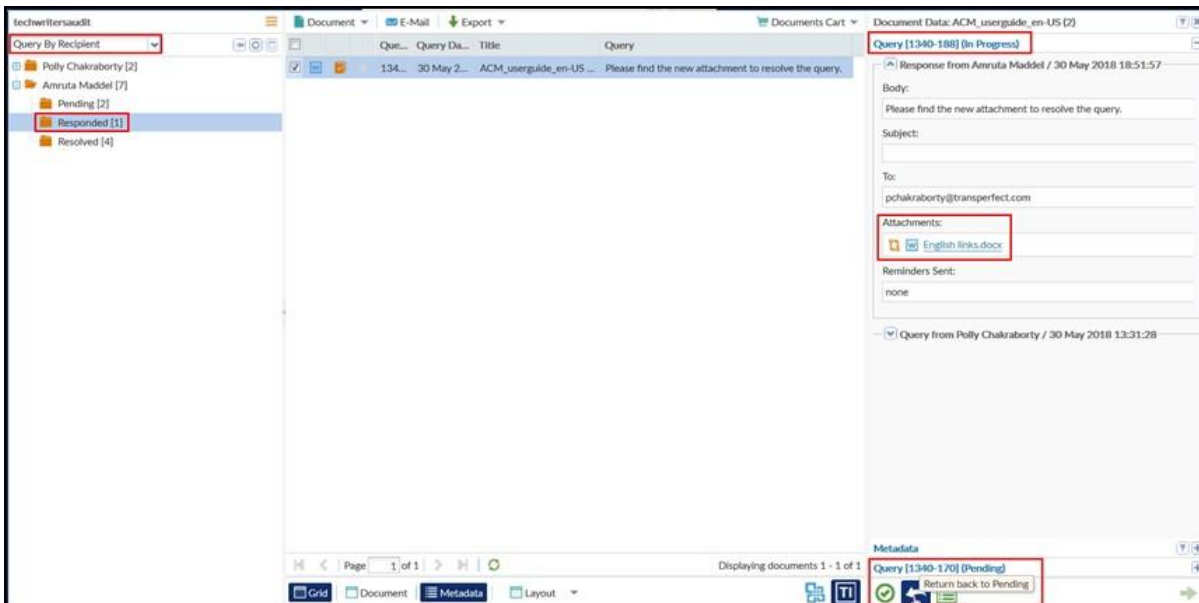 techwritersaudit
Query By Recipient
Polly Chakraborty [2]
Amruta Maddel [7]
Pending [2]
Responded [1]
Resolved [4]
Document E-Mail Export Documents Cart
Que... Query Da... Title Query
134... 30 May 2... ACM_userguide_en-US ... Please find the new attachment to resolve the query.
Page 1 of 1 Displaying documents 1 - 1 of 1
Grid Document Metadata Layout TI
Document Data: ACM_userguide_en-US (2)
Query [1340-188] (In Progress)
Response from Amruta Maddel / 30 May 2018 18:51:57
Body:
Please find the new attachment to resolve the query.
Subject:
To:
pchakraborty@transperfect.com
Attachments:
English links.docx
Reminders Sent:
none
Query from Polly Chakraborty / 30 May 2018 13:31:28
Metadata
Query [1340-170] (Pending)
Return back to Pending